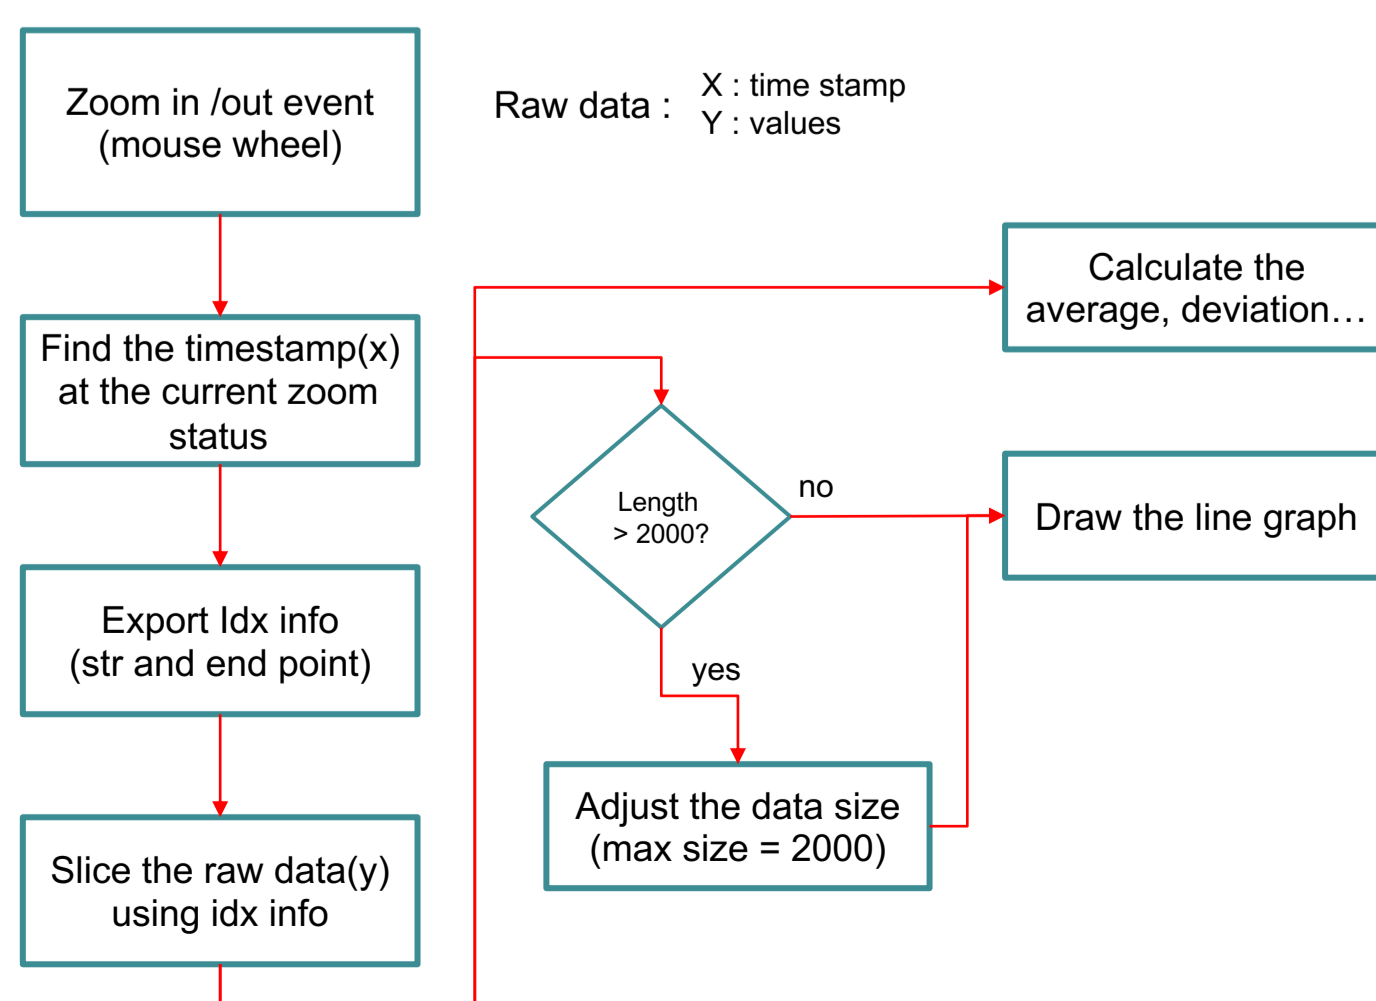 Zoom in /out event
(mouse wheel)
Raw data :
X : time stamp
Y : values
Find the timestamp(x)
at the current zoom
status
Export Idx info
(str and end point)
Slice the raw data(y)
using idx info
Calculate the
average, deviation…
Length
> 2000?
no
yes
Draw the line graph
Adjust the data size
(max size = 2000)